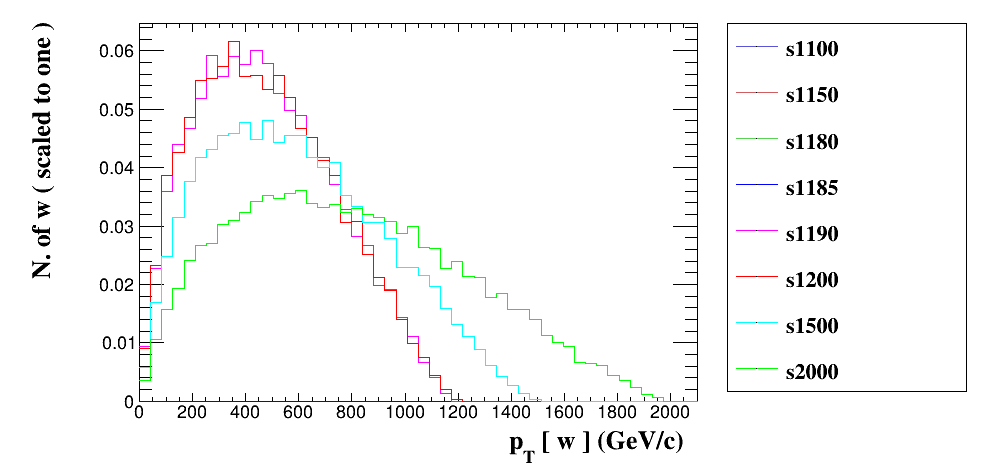 N. of w ( scaled to one )
0.06
0.05
0.04
0.03
0.02
0.01
0
0 200 400 600 800 1000 1200 1400 1600 1800 2000
p_T [ w ] (GeV/c)
s1100
s1150
s1180
s1185
s1190
s1200
s1500
s2000